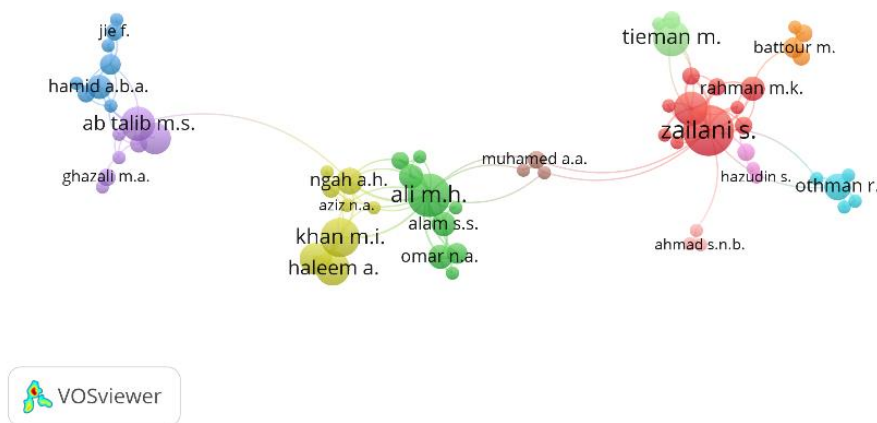 jie f.
hamid a.b.a.
ab talib m.s.
ghazali m.a.
ngah a.h.
aziz n.a.
khan m.i.
haleem a.
ali m.h.
alam s.s.
omar n.a.
muhamed a.a.
tieman m.
battour m.
rahman m.k.
zailani s.
hazudin s.
othman r.
ahmad s.n.b.
VOSviewer